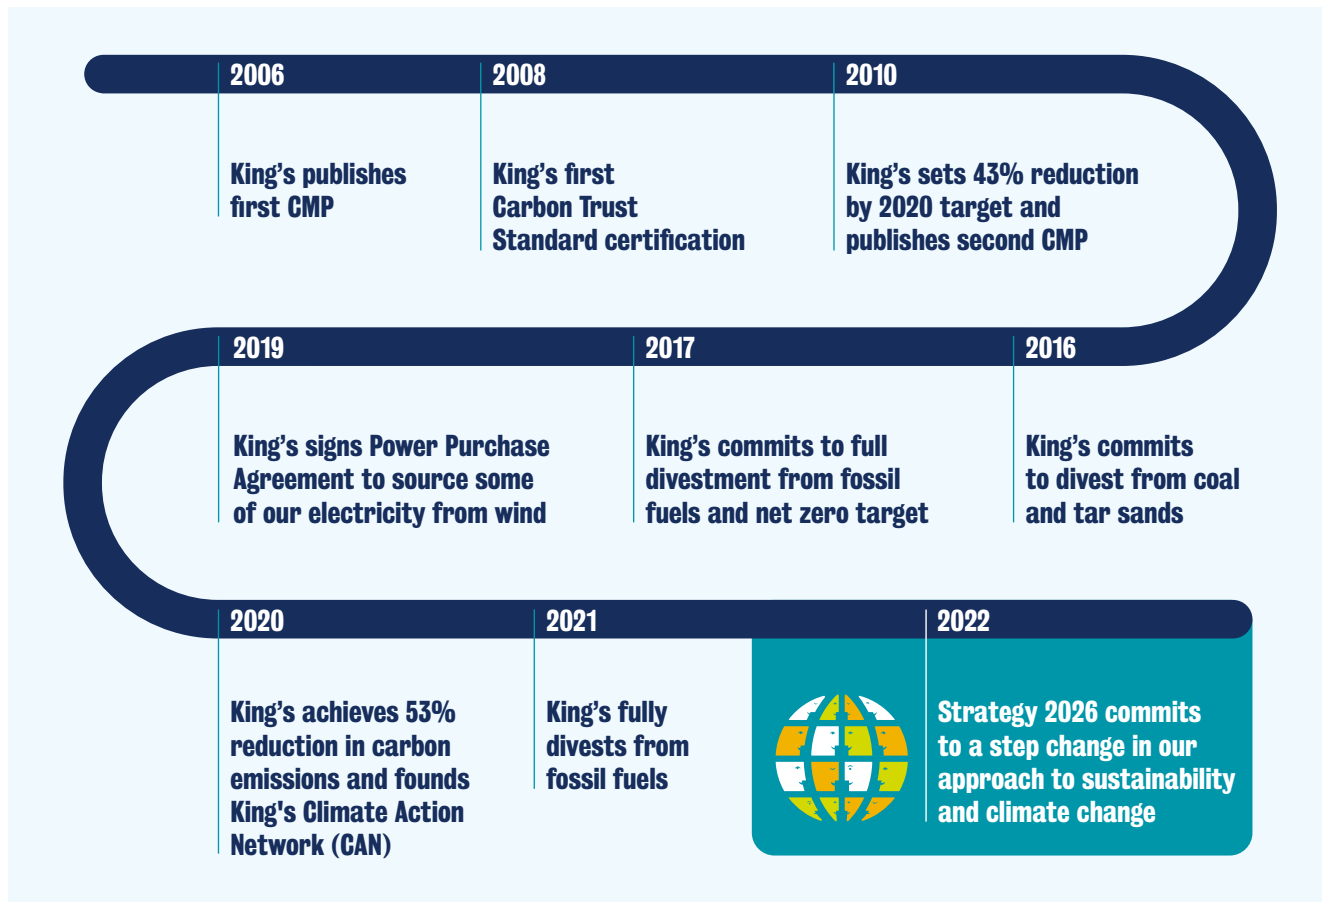 2006
King’s publishes
first CMP
2008
King’s first
Carbon Trust
Standard certification
2010
King’s sets 43% reduction
by 2020 target and
publishes second CMP
2016
King’s commits
to divest from coal
and tar sands
2017
King’s commits to full
divestment from fossil
fuels and net zero target
2019
King’s signs Power Purchase
Agreement to source some
of our electricity from wind
2020
King’s achieves 53%
reduction in carbon
emissions and founds
King's Climate Action
Network (CAN)
2021
King’s fully
divests from
fossil fuels
2022
Strategy 2026 commits
to a step change in our
approach to sustainability
and climate change